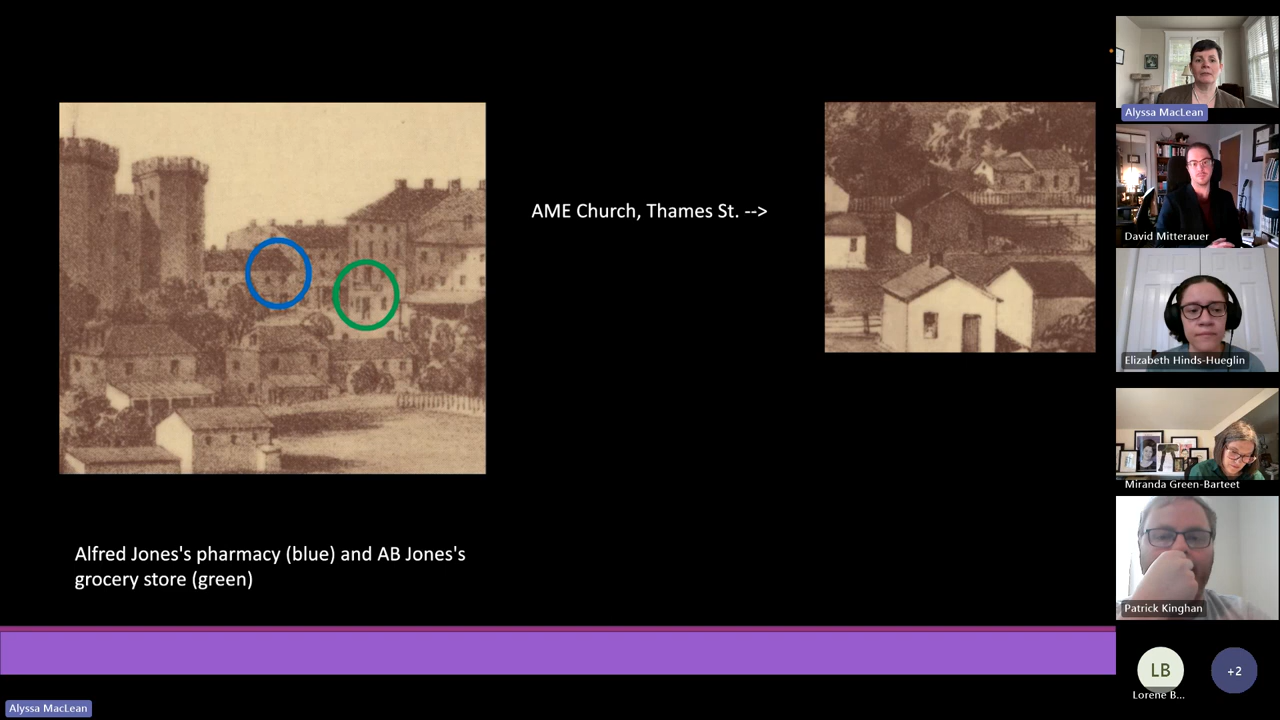 AME Church, Thames St. -->
Alfred Jones's pharmacy (blue) and AB Jones's
grocery store (green)
Alyssa MacLean
Alyssa MacLean
David Mitterauer
Elizabeth Hinds-Hueglin
Miranda Green-Barteet
Patrick Kinghan
LB
Lorene B...
+2